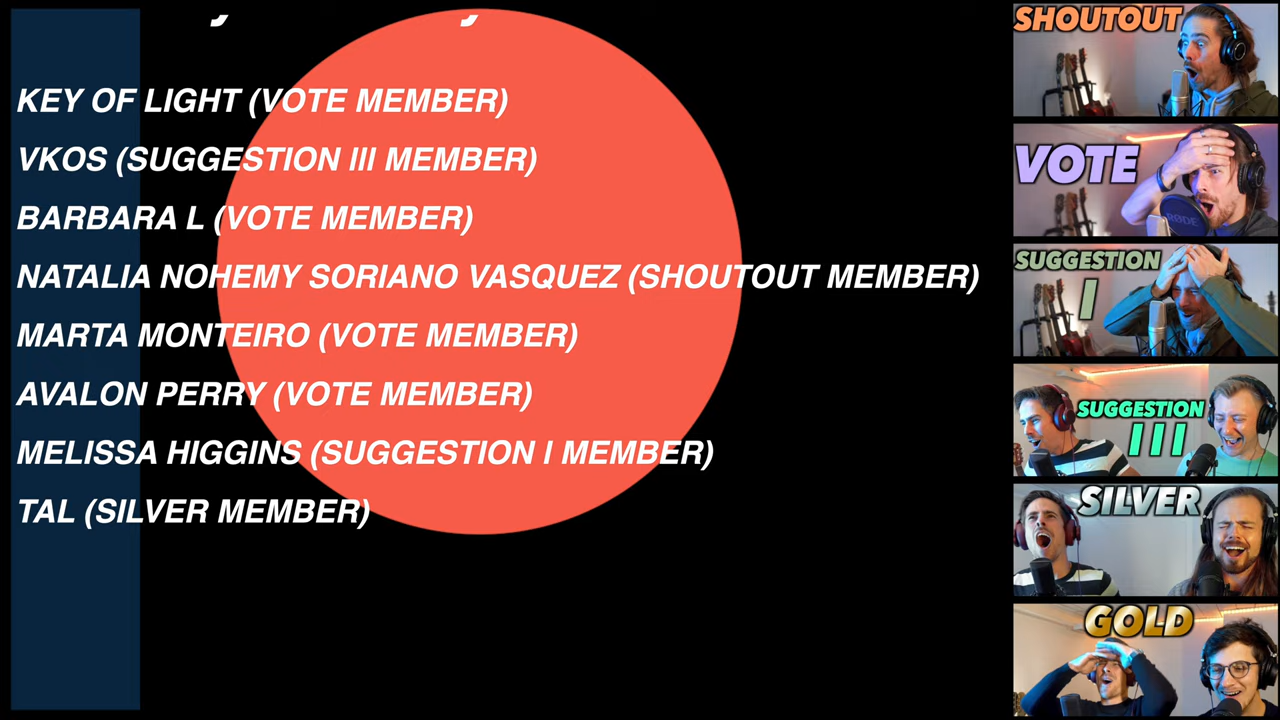 KEY OF LIGHT (VOTE MEMBER)
VKOS (SUGGESTION III MEMBER)
BARBARA L (VOTE MEMBER)
NATALIA NOHEMY SORIANO VASQUEZ (SHOUTOUT MEMBER)
MARTA MONTEIRO (VOTE MEMBER)
AVALON PERRY (VOTE MEMBER)
MELISSA HIGGINS (SUGGESTION I MEMBER)
TAL (SILVER MEMBER)
SHOUTOUT
VOTE
RØDE
SUGGESTION
I
SUGGESTION
III
SILVER
GOLD